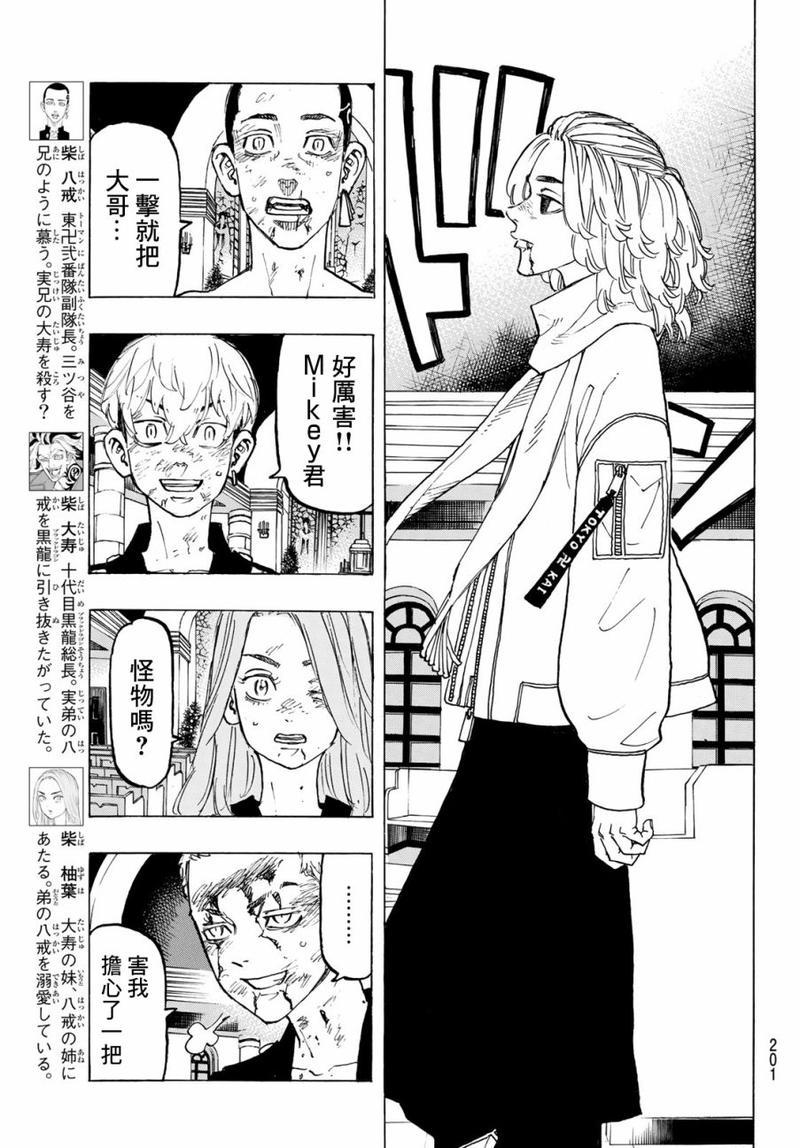 TOKYO 卍 KAI
一擊就把
大哥…
好厲害!!
Mikey君
怪物嗎?
………
害我
擔心了一把
柴 八戒 東卍弐番隊副隊長。三ツ谷を
兄のように慕う。実兄の大寿を殺す？
柴 大寿 十代目黒龍総長。実弟の八
戒を黒龍に引き抜きたがっていた。
柴 柚葉 大寿の妹、八戒の姉に
あたる。弟の八戒を溺愛している。
201